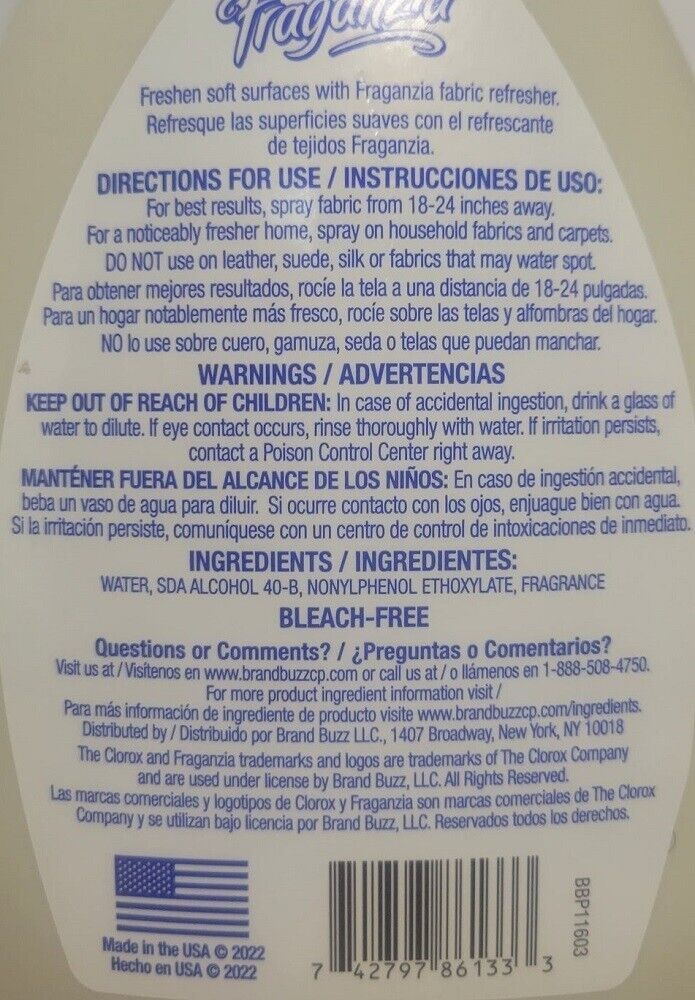 Fraganzia
Freshen soft surfaces with Fraganzia fabric refresher.
Refresque las superficies suaves con el refrescante
de tejidos Fraganzia.
DIRECTIONS FOR USE / INSTRUCCIONES DE USO:
For best results, spray fabric from 18-24 inches away.
For a noticeably fresher home, spray on household fabrics and carpets.
DO NOT use on leather, suede, silk or fabrics that may water spot.
Para obtener mejores resultados, rocíe la tela a una distancia de 18-24 pulgadas.
Para un hogar notablemente más fresco, rocíe sobre las telas y alfombras del hogar.
NO lo use sobre cuero, gamuza, seda o telas que puedan manchar.
WARNINGS / ADVERTENCIAS
KEEP OUT OF REACH OF CHILDREN: In case of accidental ingestion, drink a glass of
water to dilute. If eye contact occurs, rinse thoroughly with water. If irritation persists,
contact a Poison Control Center right away.
MANTÉNER FUERA DEL ALCANCE DE LOS NIÑOS: En caso de ingestión accidental,
beba un vaso de agua para diluir. Si ocurre contacto con los ojos, enjuague bien con agua.
Si la irritación persiste, comuníquese con un centro de control de intoxicaciones de inmediato.
INGREDIENTS / INGREDIENTES:
WATER, SDA ALCOHOL 40-B, NONYLPHENOL ETHOXYLATE, FRAGRANCE
BLEACH-FREE
Questions or Comments? / ¿Preguntas o Comentarios?
Visit us at / Visítenos en www.brandbuzzcp.com or call us at / o llámenos en 1-888-508-4750.
For more product ingredient information visit /
Para más información de ingrediente de producto visite www.brandbuzzcp.com/ingredients.
Distributed by / Distribuido por Brand Buzz LLC., 1407 Broadway, New York, NY 10018
The Clorox and Fraganzia trademarks and logos are trademarks of The Clorox Company
and are used under license by Brand Buzz, LLC. All Rights Reserved.
Las marcas comerciales y logotipos de Clorox y Fraganzia son marcas comerciales de The Clorox
Company y se utilizan bajo licencia por Brand Buzz, LLC. Reservados todos los derechos.
Made in the USA © 2022
Hecho en USA © 2022
7 42797 86133 3
BBP11603